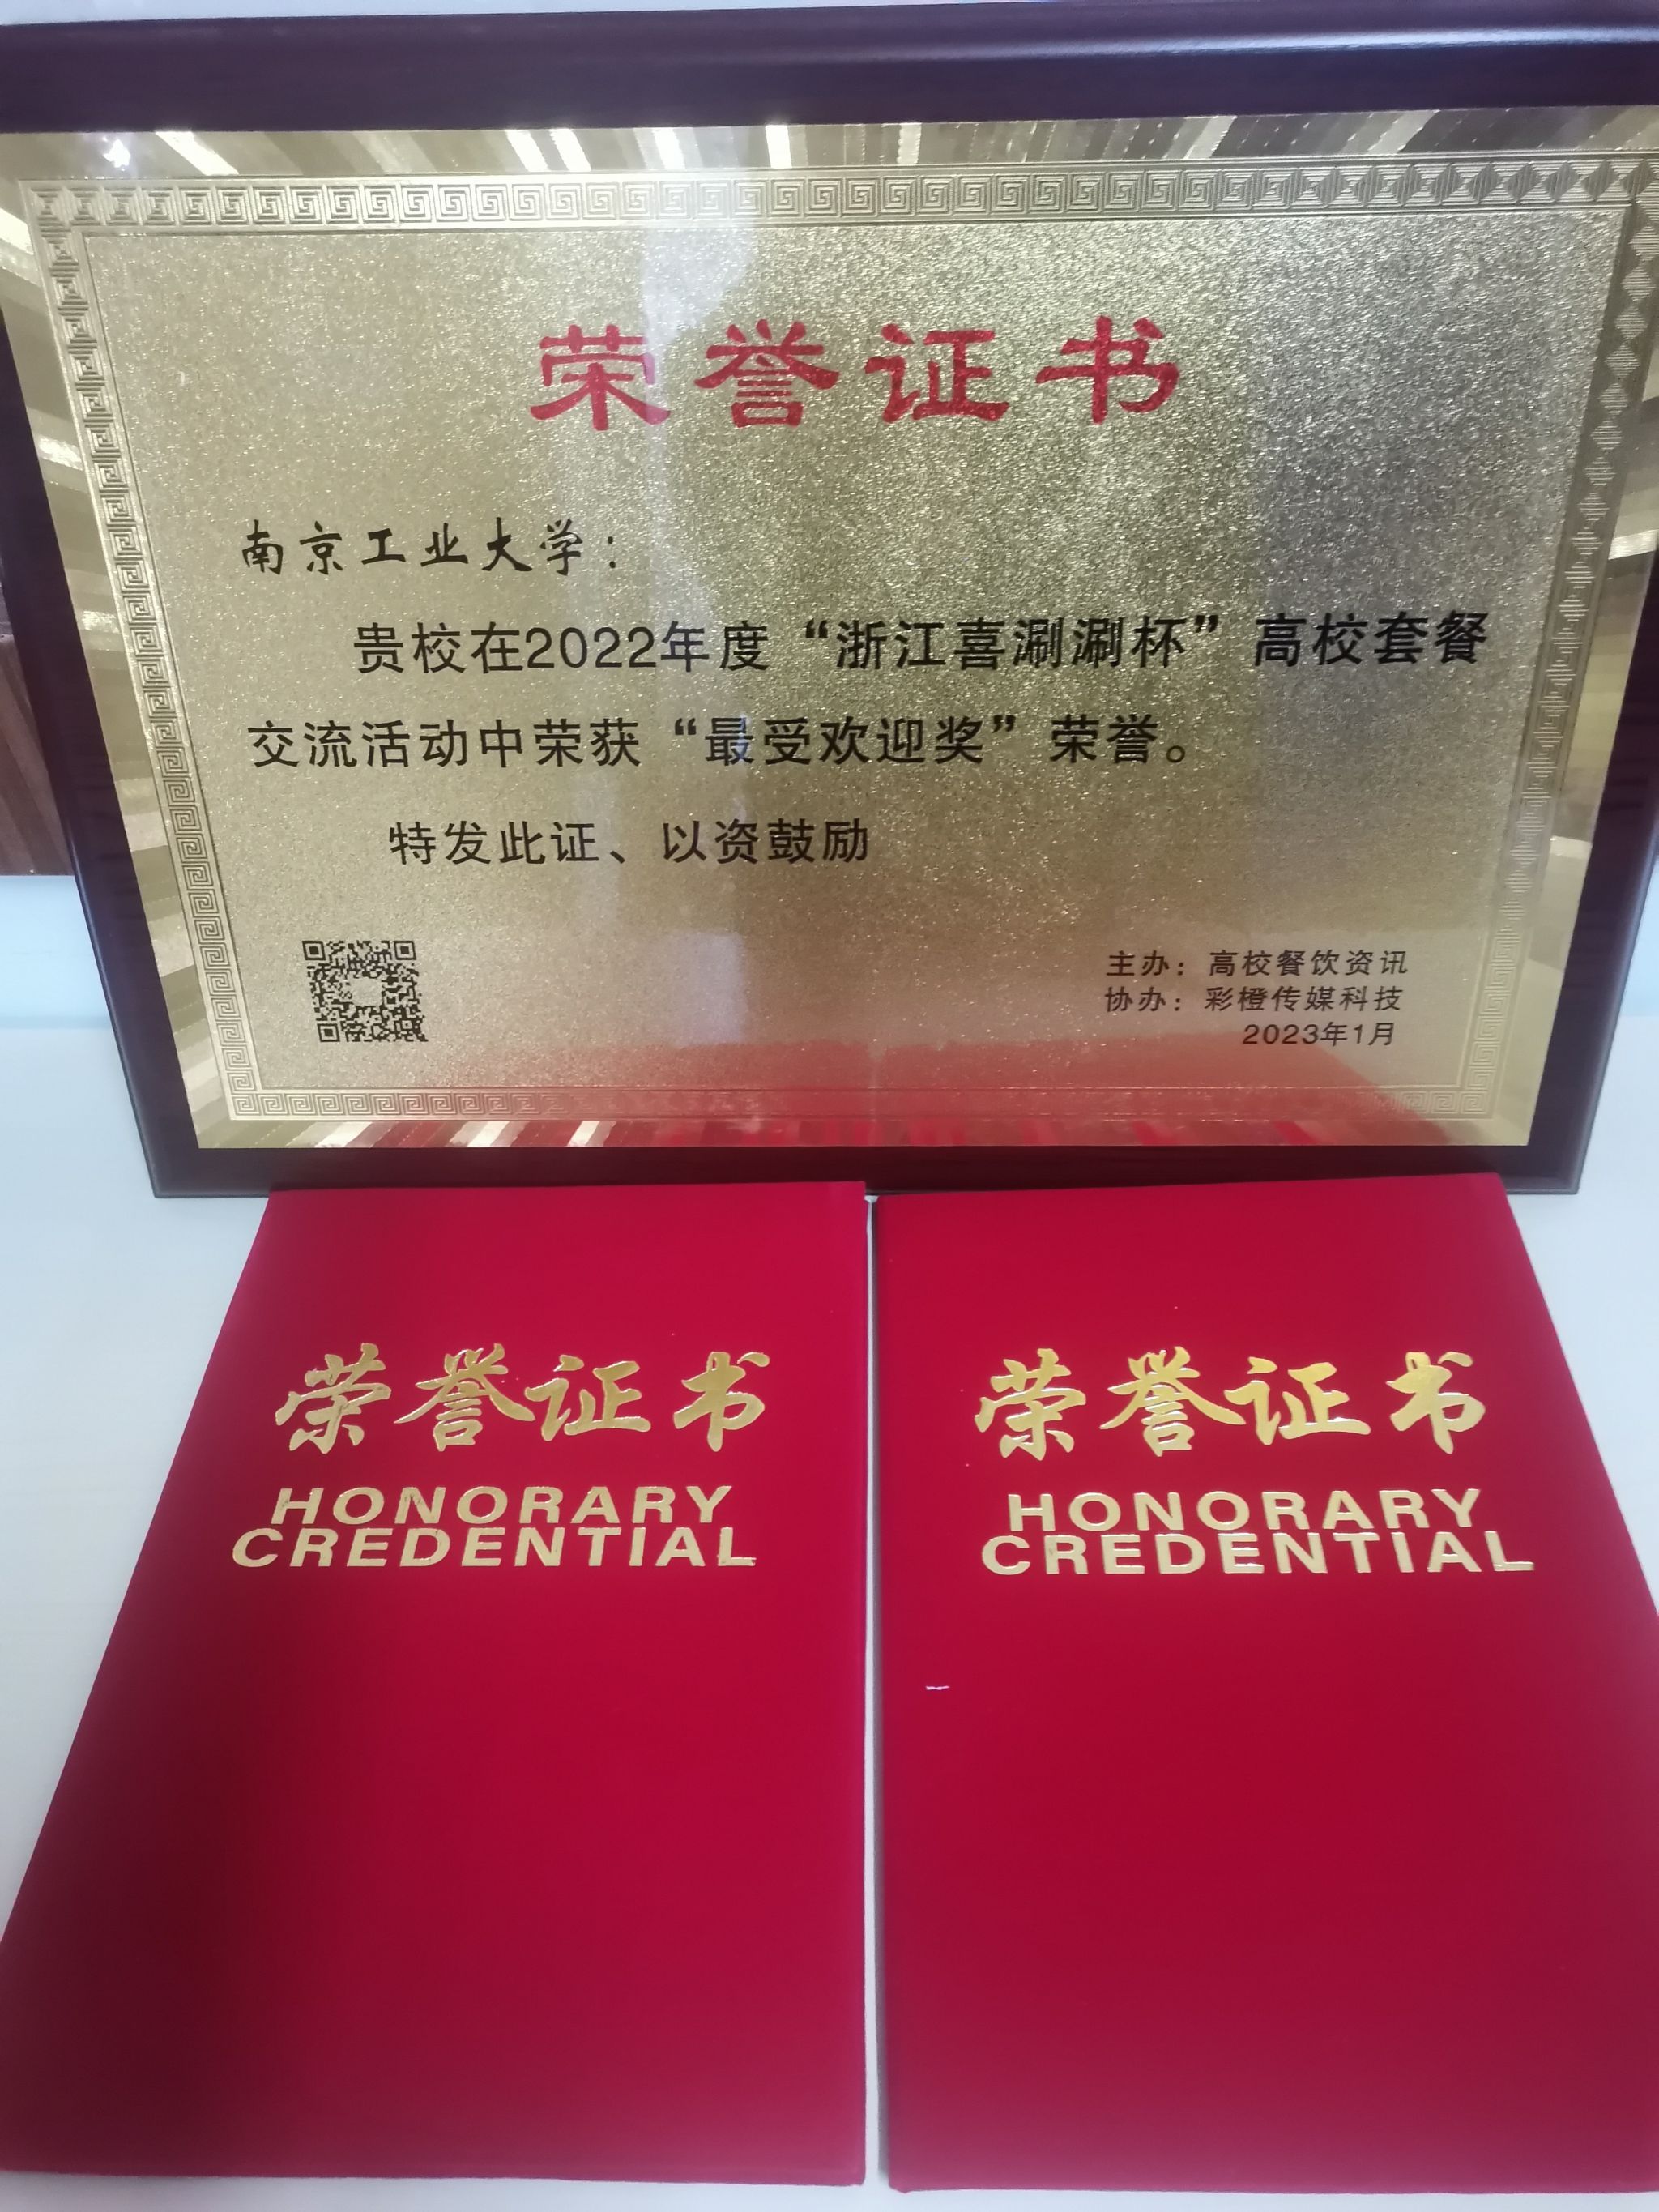 荣誉证书
南京工业大学：
贵校在2022年度“浙江喜涮涮杯”高校套餐
交流活动中荣获“最受欢迎奖”荣誉。
特发此证、以资鼓励
主办：高校餐饮资讯
协办：彩橙传媒科技
2023年1月
荣誉证书
HONORARY
CREDENTIAL
荣誉证书
HONORARY
CREDENTIAL